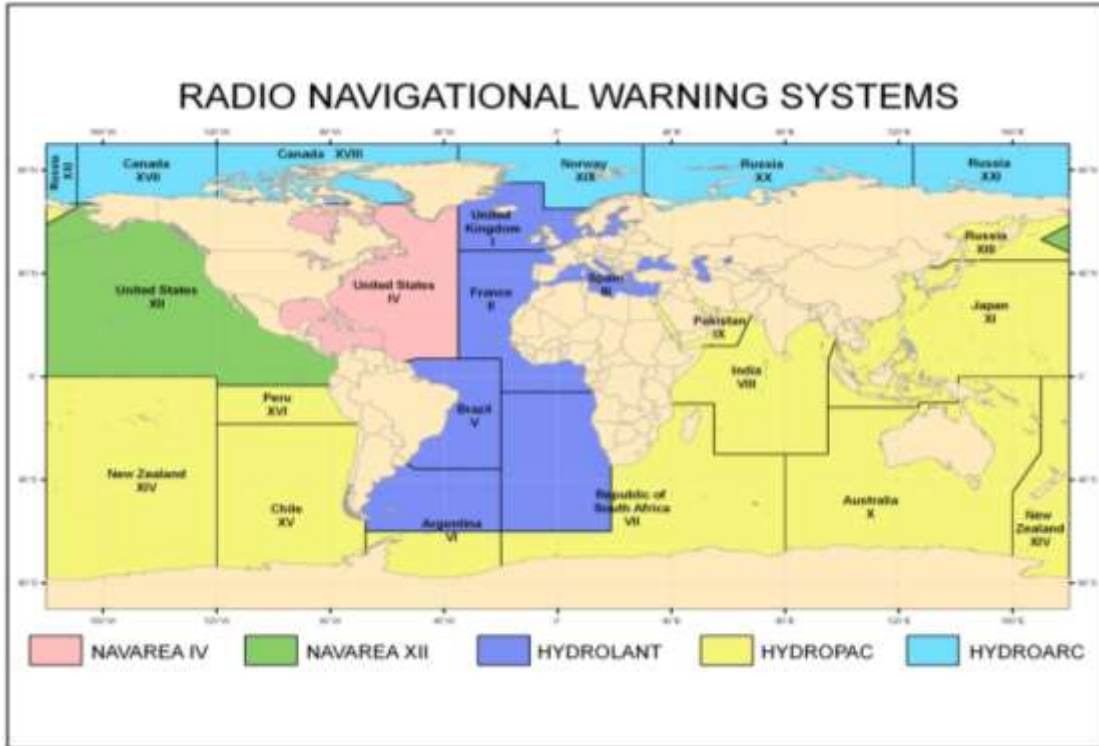 RADIO NAVIGATIONAL WARNING SYSTEMS
Russia
XXI
Canada
XVII
Canada XVIII
Norway
XIX
Russia
XX
Russia
XXI
United
Kingdom
I
Russia
XIII
United States
XII
United States
IV
France
II
Spain
III
Pakistan
IX
Japan
XI
India
VIII
Peru
XVI
Brazil
V
New Zealand
XIV
Chile
XV
Argentina
VI
Republic of
South Africa
VII
Australia
X
New
Zealand
XIV
NAVAREA IV
NAVAREA XII
HYDROLANT
HYDROPAC
HYDROARC